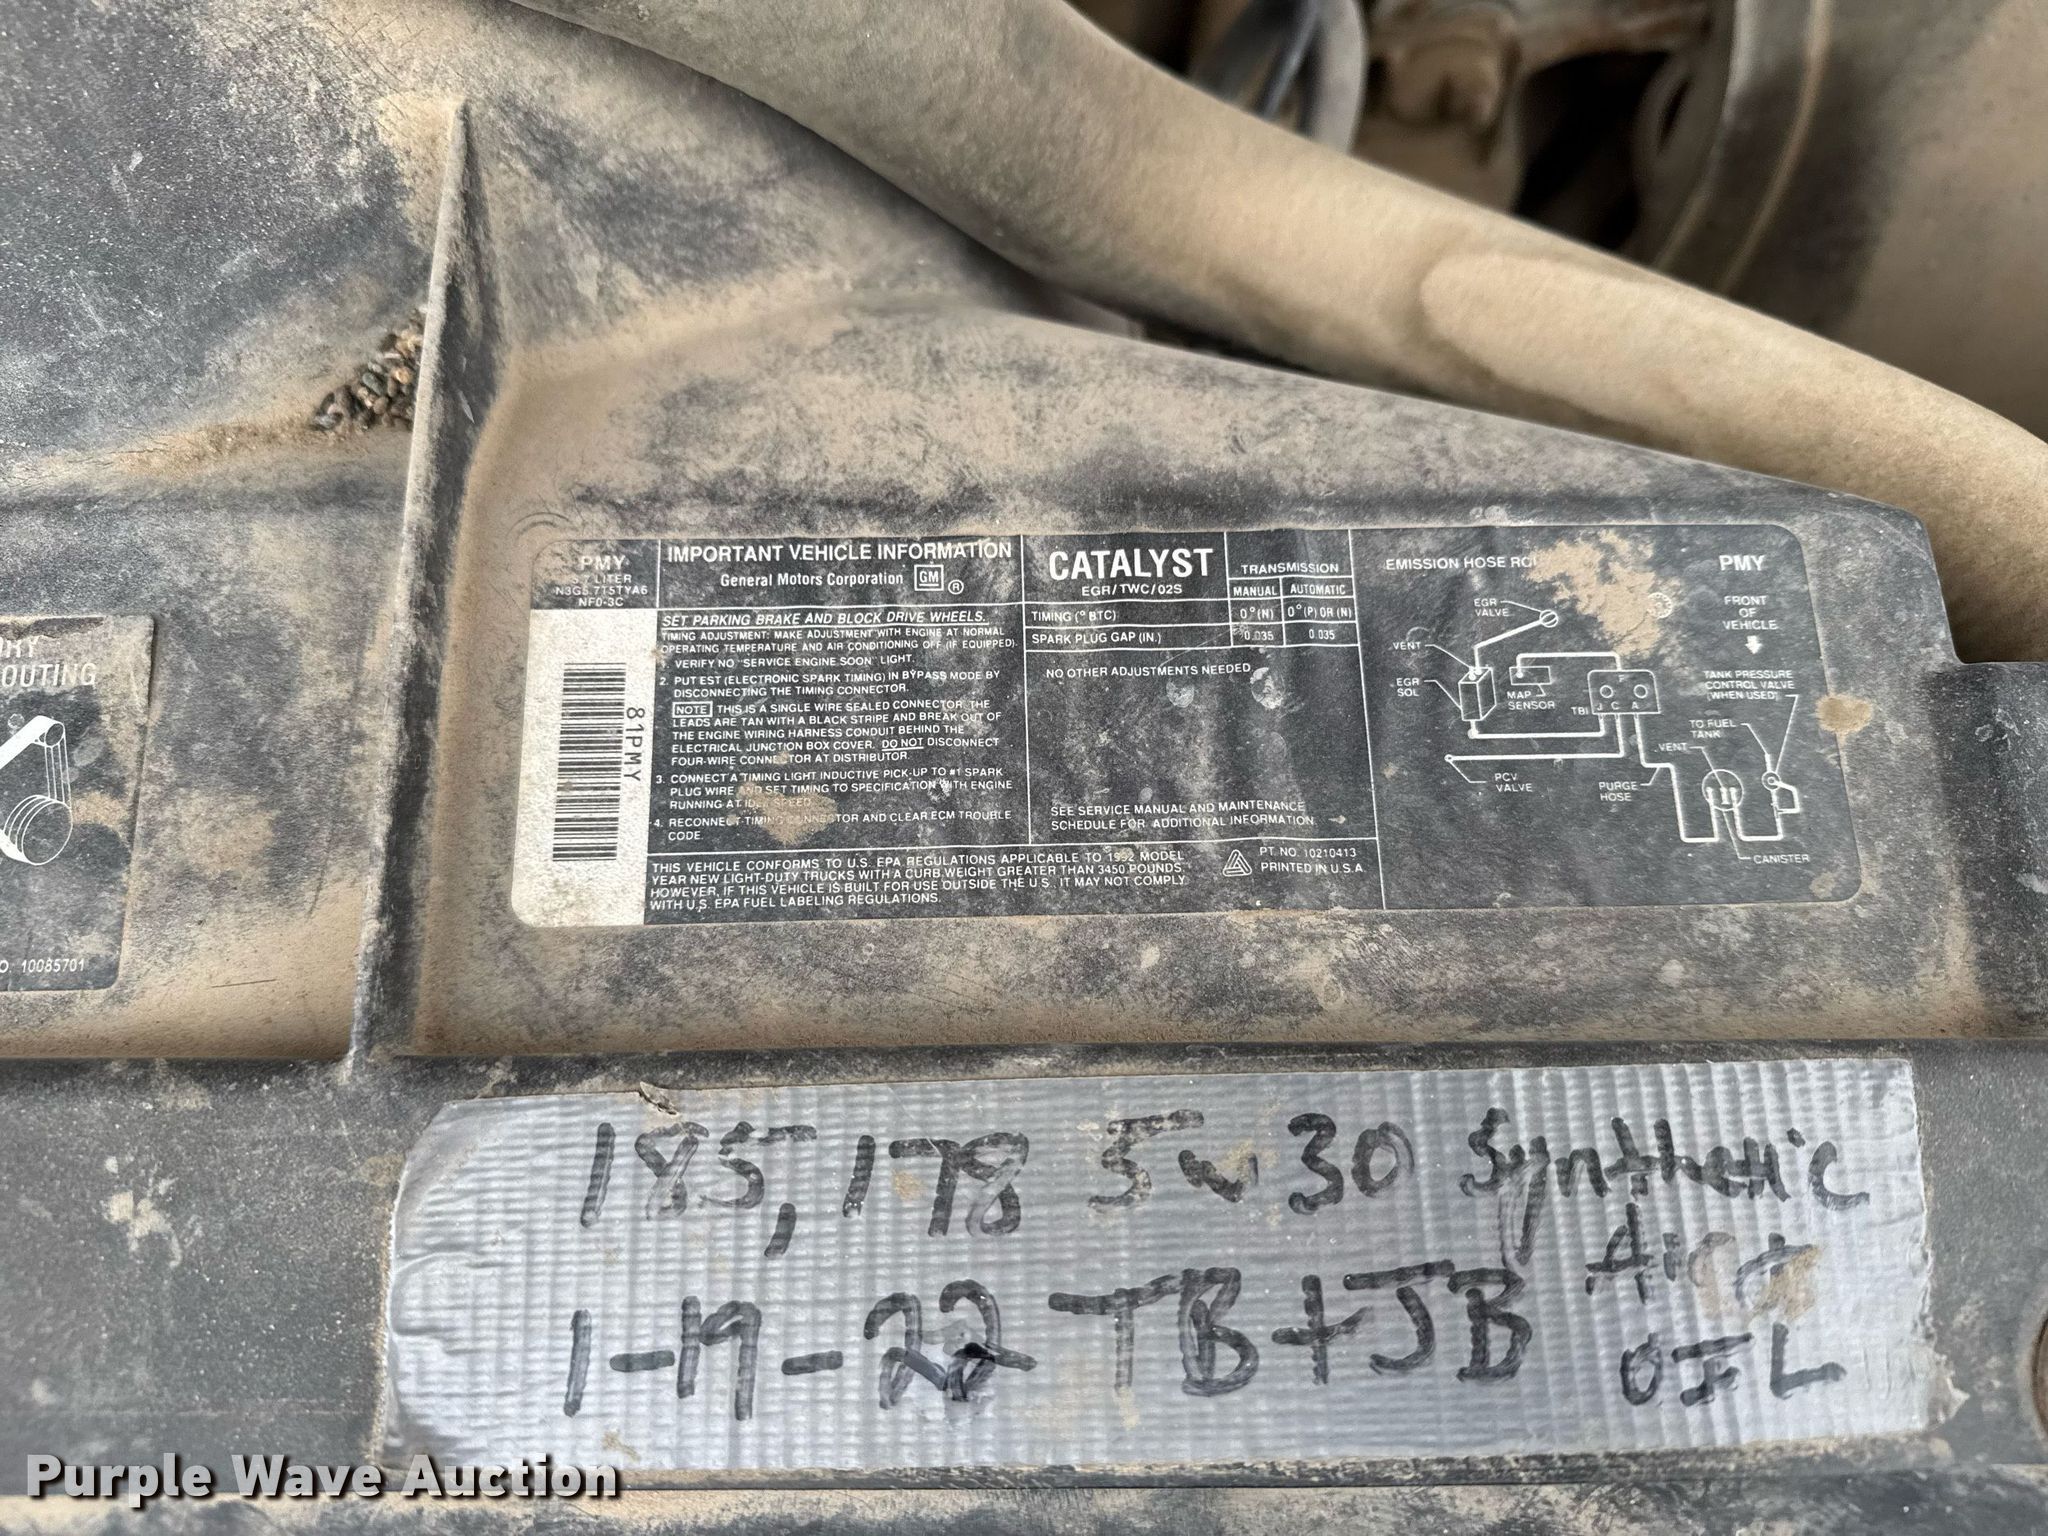 PMY
5.7 LITER
N3G5.7T5TYA6
NF0-3C
81PMY
IMPORTANT VEHICLE INFORMATION
General Motors Corporation GM ®
SET PARKING BRAKE AND BLOCK DRIVE WHEELS.
TIMING ADJUSTMENT: MAKE ADJUSTMENT WITH ENGINE AT NORMAL
OPERATING TEMPERATURE AND AIR CONDITIONING OFF (IF EQUIPPED).
1. VERIFY NO "SERVICE ENGINE SOON" LIGHT.
2. PUT EST (ELECTRONIC SPARK TIMING) IN BYPASS MODE BY
DISCONNECTING THE TIMING CONNECTOR.
NOTE THIS IS A SINGLE WIRE SEALED CONNECTOR. THE
LEADS ARE TAN WITH A BLACK STRIPE AND BREAK OUT OF
THE ENGINE WIRING HARNESS CONDUIT BEHIND THE
ELECTRICAL JUNCTION BOX COVER. DO NOT DISCONNECT
FOUR-WIRE CONNECTOR AT DISTRIBUTOR.
3. CONNECT A TIMING LIGHT INDUCTIVE PICK-UP TO #1 SPARK
PLUG WIRE AND SET TIMING TO SPECIFICATION WITH ENGINE
RUNNING AT IDLE SPEED.
4. RECONNECT TIMING CONNECTOR AND CLEAR ECM TROUBLE
CODE.
CATALYST
EGR/TWC/02S
TRANSMISSION
MANUAL AUTOMATIC
TIMING (° BTC) 0°(N) 0°(P) OR (N)
SPARK PLUG GAP (IN.) 0.035 0.035
NO OTHER ADJUSTMENTS NEEDED
SEE SERVICE MANUAL AND MAINTENANCE
SCHEDULE FOR ADDITIONAL INFORMATION
THIS VEHICLE CONFORMS TO U.S. EPA REGULATIONS APPLICABLE TO 1992 MODEL
YEAR NEW LIGHT-DUTY TRUCKS WITH A CURB WEIGHT GREATER THAN 3450 POUNDS.
HOWEVER, IF THIS VEHICLE IS BUILT FOR USE OUTSIDE THE U.S. IT MAY NOT COMPLY
WITH U.S. EPA FUEL LABELING REGULATIONS.
PT. NO. 10210413
PRINTED IN U.S.A.
EMISSION HOSE
PMY
FRONT OF
VEHICLE
EGR
VALVE
VENT
EGR
SOL
MAP
SENSOR
TBI
F
J C A
PCV
VALVE
PURGE
HOSE
VENT
TO FUEL
TANK
TANK PRESSURE
CONTROL VALVE
(WHEN USED)
CANISTER
OUTING
O. 10085701
185,178 5w30 Synthetic
1-19-22 TB+JB
OIL
Purple Wave Auction